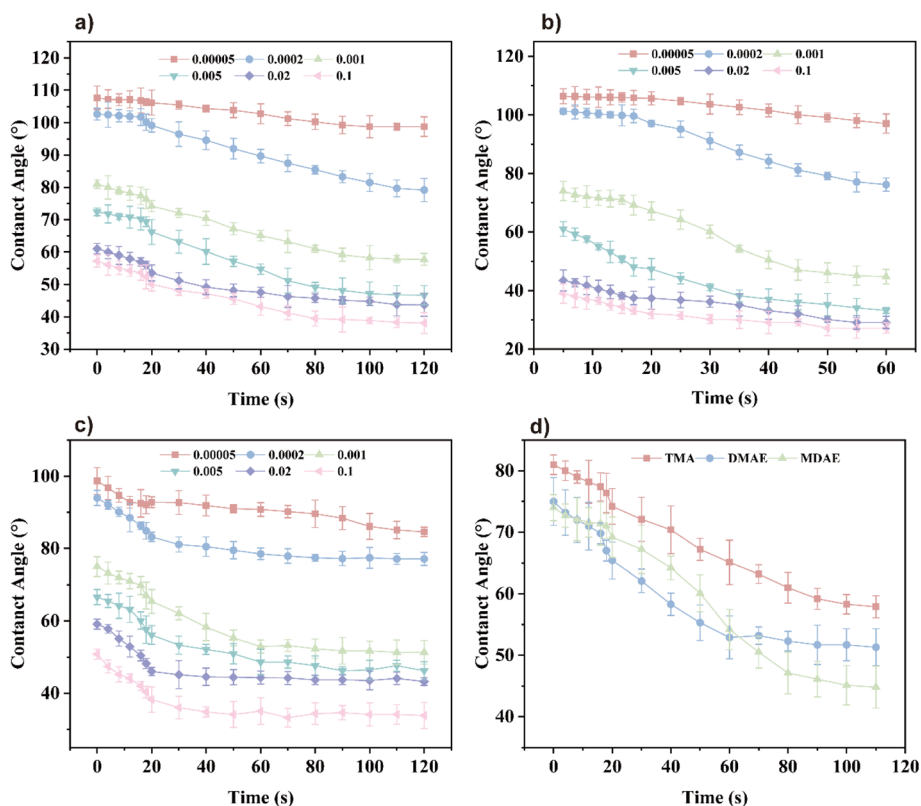 a)
0.00005 0.0002 0.001
0.005 0.02 0.1
Contanct Angle (°)
120
110
100
90
80
70
60
50
40
30
0 20 40 60 80 100 120
Time (s)
b)
0.00005 0.0002 0.001
0.005 0.02 0.1
Contanct Angle (°)
120
100
80
60
40
20
0 10 20 30 40 50 60
Time (s)
c)
0.00005 0.0002 0.001
0.005 0.02 0.1
Contanct Angle (°)
100
80
60
40
0 20 40 60 80 100 120
Time (s)
d)
TMA DMAE MDAE
Contanct Angle (°)
80
70
60
50
40
0 20 40 60 80 100 120
Time (s)